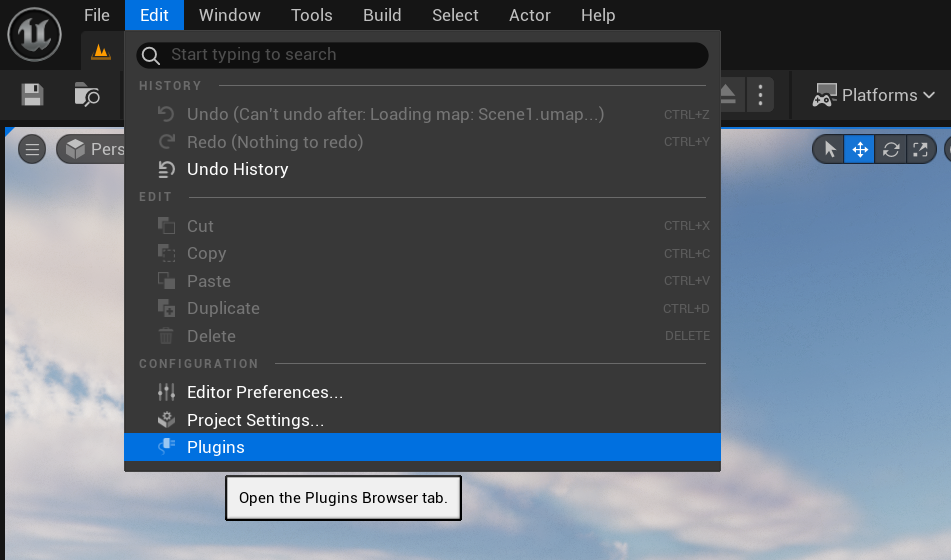 File Edit Window Tools Build Select Actor Help
Start typing to search
HISTORY
Undo (Can't undo after: Loading map: Scene1.umap...) CTRL+Z
Platforms
Redo (Nothing to redo) CTRL+Y
Pers
Undo History
EDIT
Cut CTRL+X
Copy CTRL+C
Paste CTRL+V
Duplicate CTRL+D
Delete DELETE
CONFIGURATION
Editor Preferences...
Project Settings...
Plugins
Open the Plugins Browser tab.